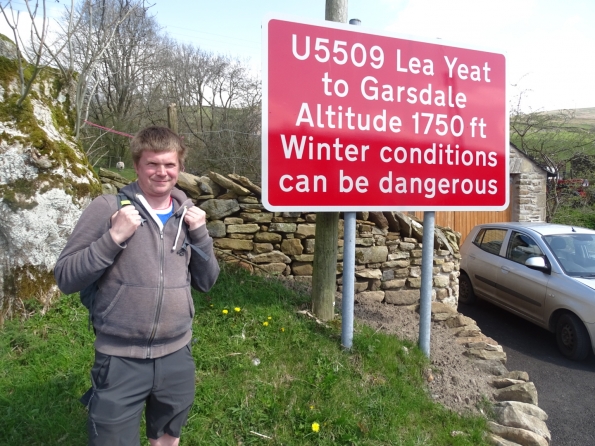 U5509 Lea Yeat
to Garsdale
Altitude 1750 ft
Winter conditions
can be dangerous